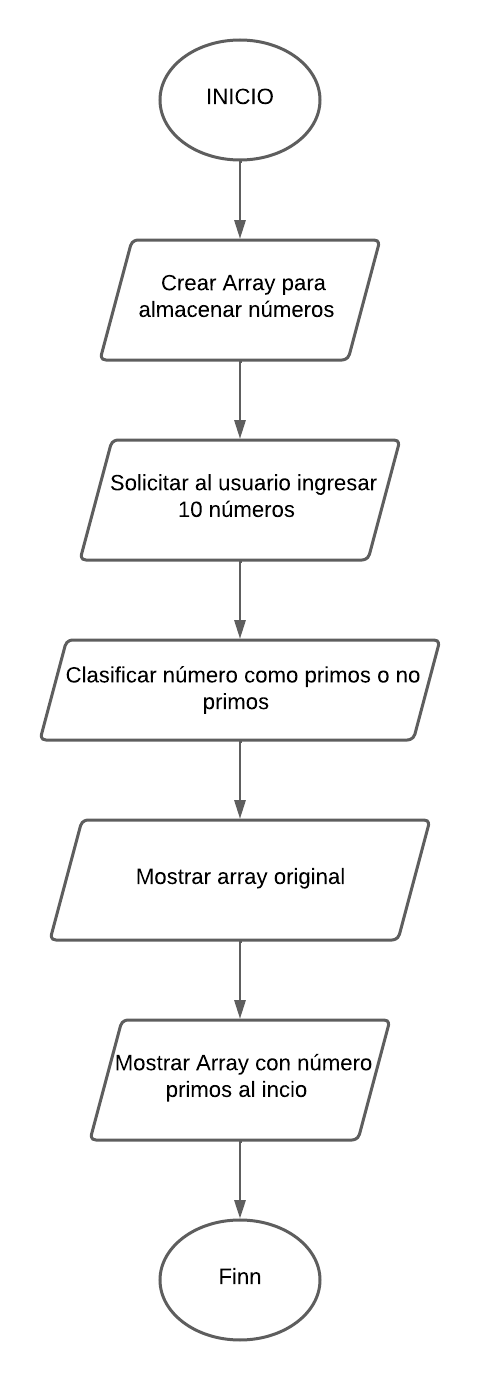 INICIO
Crear Array para
almacenar números
Solicitar al usuario ingresar
10 números
Clasificar número como primos o no
primos
Mostrar array original
Mostrar Array con número
primos al incio
Finn